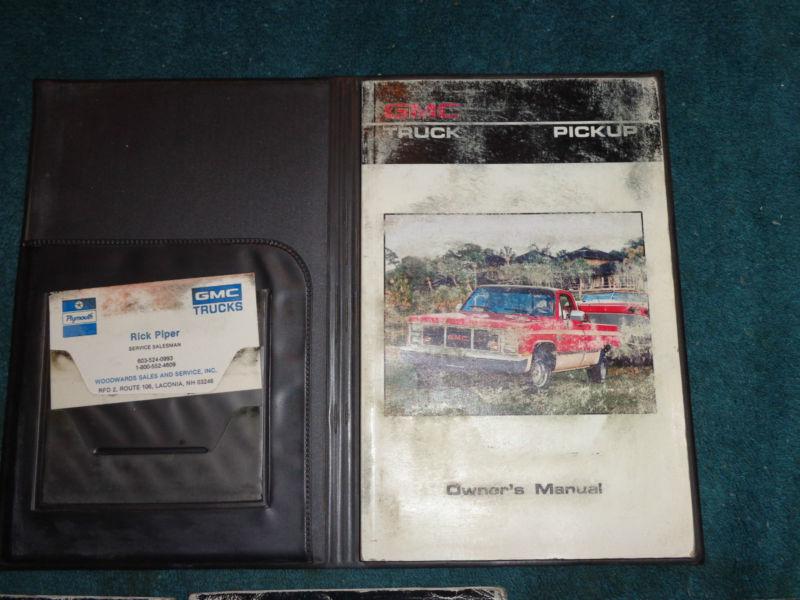 Plymouth
GMC
TRUCKS
Rick Piper
SERVICE SALESMAN
603-524-0993
1-800-552-4609
WOODWARDS SALES AND SERVICE, INC.
RFD 2, ROUTE 106, LACONIA, NH 03246
GMC
TRUCK PICKUP
GMC
Owner's Manual